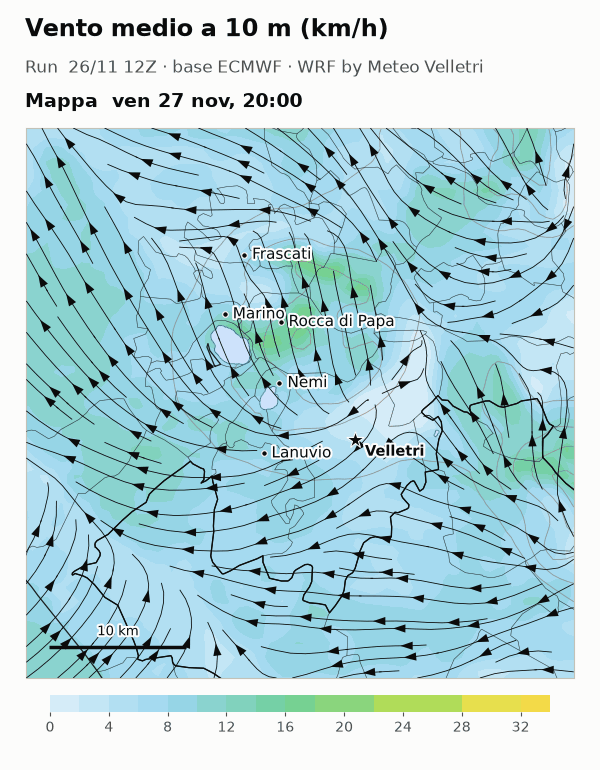 Vento medio a 10 m (km/h)
Run  26/11 12Z · base ECMWF · WRF by Meteo Velletri
Mappa  ven 27 nov, 20:00
Frascati
Marino
Rocca di Papa
Nemi
Velletri
Lanuvio
10 km
0 4 8 12 16 20 24 28 32